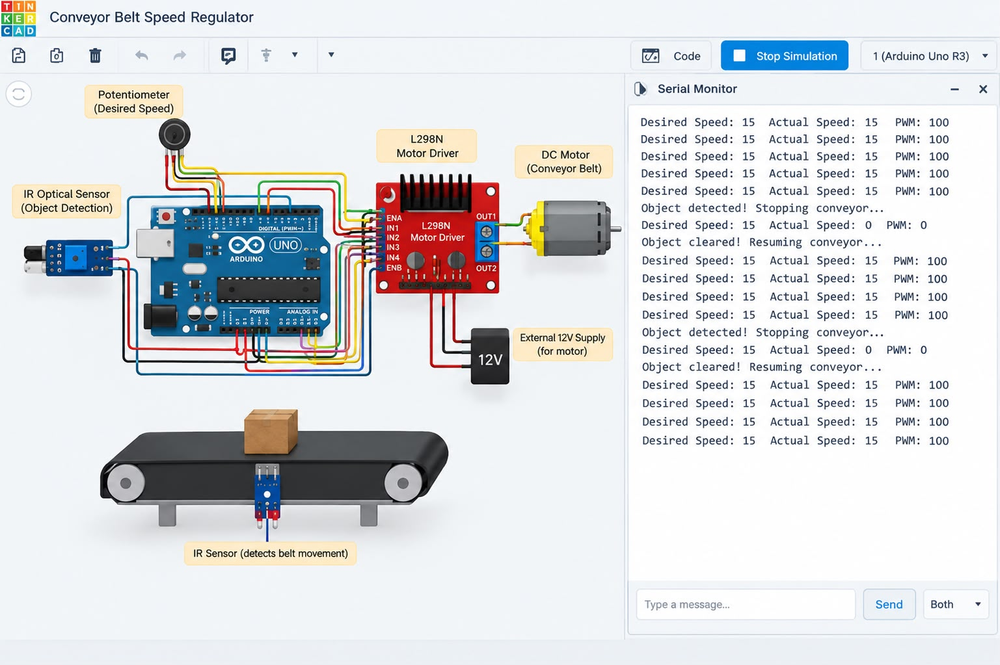 TIN
KER
CAD
Conveyor Belt Speed Regulator
Code
Stop Simulation
1 (Arduino Uno R3)
Potentiometer
(Desired Speed)
IR Optical Sensor
(Object Detection)
L298N
Motor Driver
DC Motor
(Conveyor Belt)
DIGITAL (PWM~)
UNO
ARDUINO
POWER
ANALOG IN
ENA
IN1
IN2
IN3
IN4
ENB
L298N
Motor Driver
OUT1
OUT2
12V
External 12V Supply
(for motor)
IR Sensor (detects belt movement)
Serial Monitor
Desired Speed: 15 Actual Speed: 15 PWM: 100
Desired Speed: 15 Actual Speed: 15 PWM: 100
Desired Speed: 15 Actual Speed: 15 PWM: 100
Desired Speed: 15 Actual Speed: 15 PWM: 100
Desired Speed: 15 Actual Speed: 15 PWM: 100
Object detected! Stopping conveyor...
Desired Speed: 15 Actual Speed: 0 PWM: 0
Object cleared! Resuming conveyor...
Desired Speed: 15 Actual Speed: 15 PWM: 100
Desired Speed: 15 Actual Speed: 15 PWM: 100
Desired Speed: 15 Actual Speed: 15 PWM: 100
Desired Speed: 15 Actual Speed: 15 PWM: 100
Object detected! Stopping conveyor...
Desired Speed: 15 Actual Speed: 0 PWM: 0
Object cleared! Resuming conveyor...
Desired Speed: 15 Actual Speed: 15 PWM: 100
Desired Speed: 15 Actual Speed: 15 PWM: 100
Desired Speed: 15 Actual Speed: 15 PWM: 100
Desired Speed: 15 Actual Speed: 15 PWM: 100
Type a message...
Send
Both